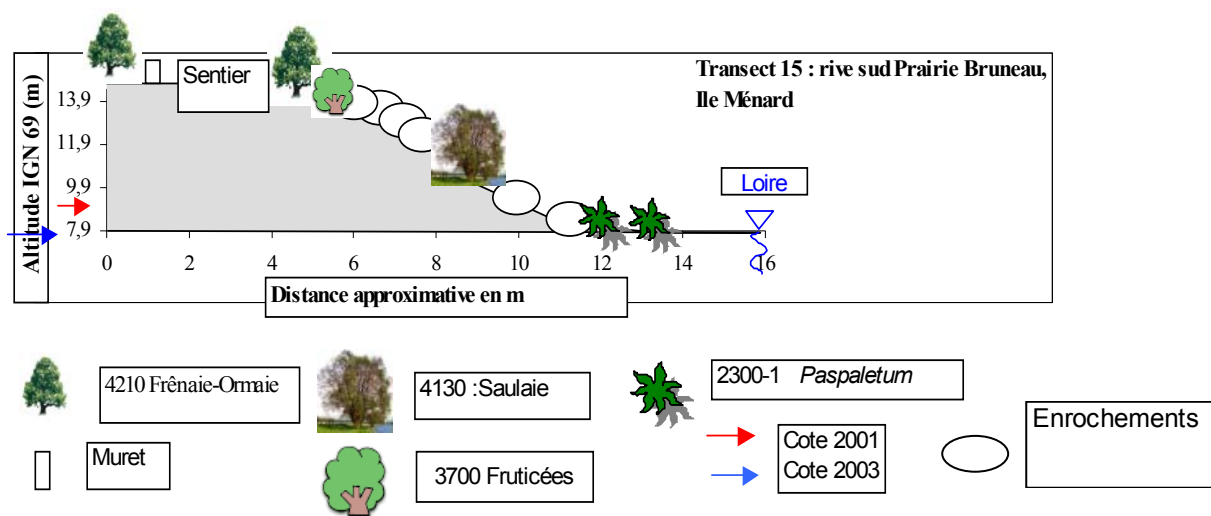 Sentier
Transect 15 : rive sud Prairie Bruneau,
Ile Ménard
Altitude IGN 69 (m)
13,9
11,9
9,9
7,9
Loire
0 2 4 6 8 10 12 14 16
Distance approximative en m
4210 Frênaie-Ormaie
4130 :Saulaie
2300-1 Paspaletum
Muret
3700 Fruticées
Cote 2001
Cote 2003
Enrochements